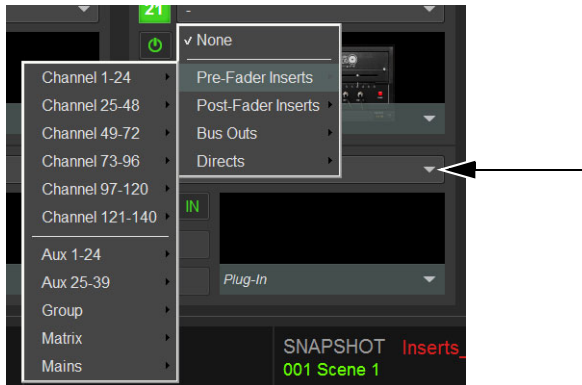 21 -
✓ None
Pre-Fader Inserts
Post-Fader Inserts
Bus Outs
Directs
Channel 1-24
Channel 25-48
Channel 49-72
Channel 73-96
Channel 97-120
Channel 121-140
Aux 1-24
Aux 25-39
Group
Matrix
Mains
IN
Plug-In
SNAPSHOT Inserts_
001 Scene 1